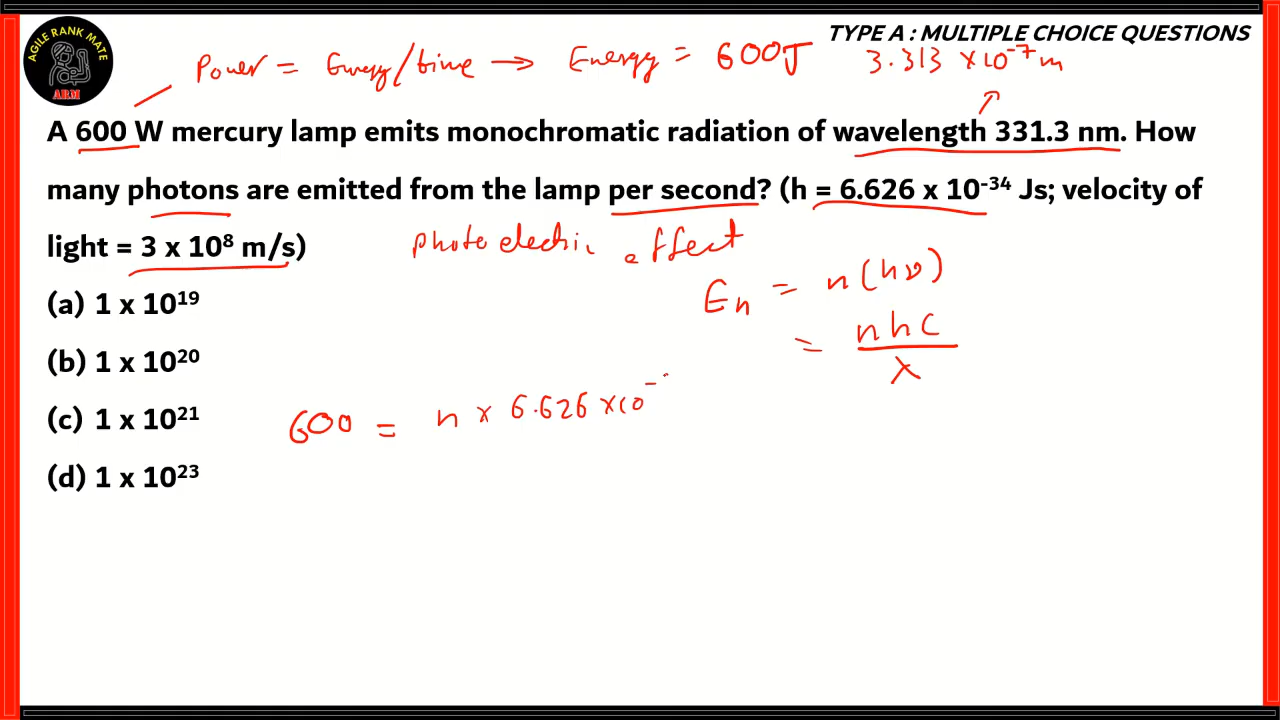 AGILE RANK MATE
ARM
TYPE A : MULTIPLE CHOICE QUESTIONS
Power = Energy/time → Energy = 600J 3.313 ×10⁻⁷m
A 600 W mercury lamp emits monochromatic radiation of wavelength 331.3 nm. How
many photons are emitted from the lamp per second? (h = 6.626 x 10⁻³⁴ Js; velocity of
light = 3 x 10⁸ m/s)
photo electric effect
(a) 1 x 10¹⁹
Eₙ = n(hν)
= nhc/λ
(b) 1 x 10²⁰
(c) 1 x 10²¹
600 = n × 6.626 ×10⁻
(d) 1 x 10²³